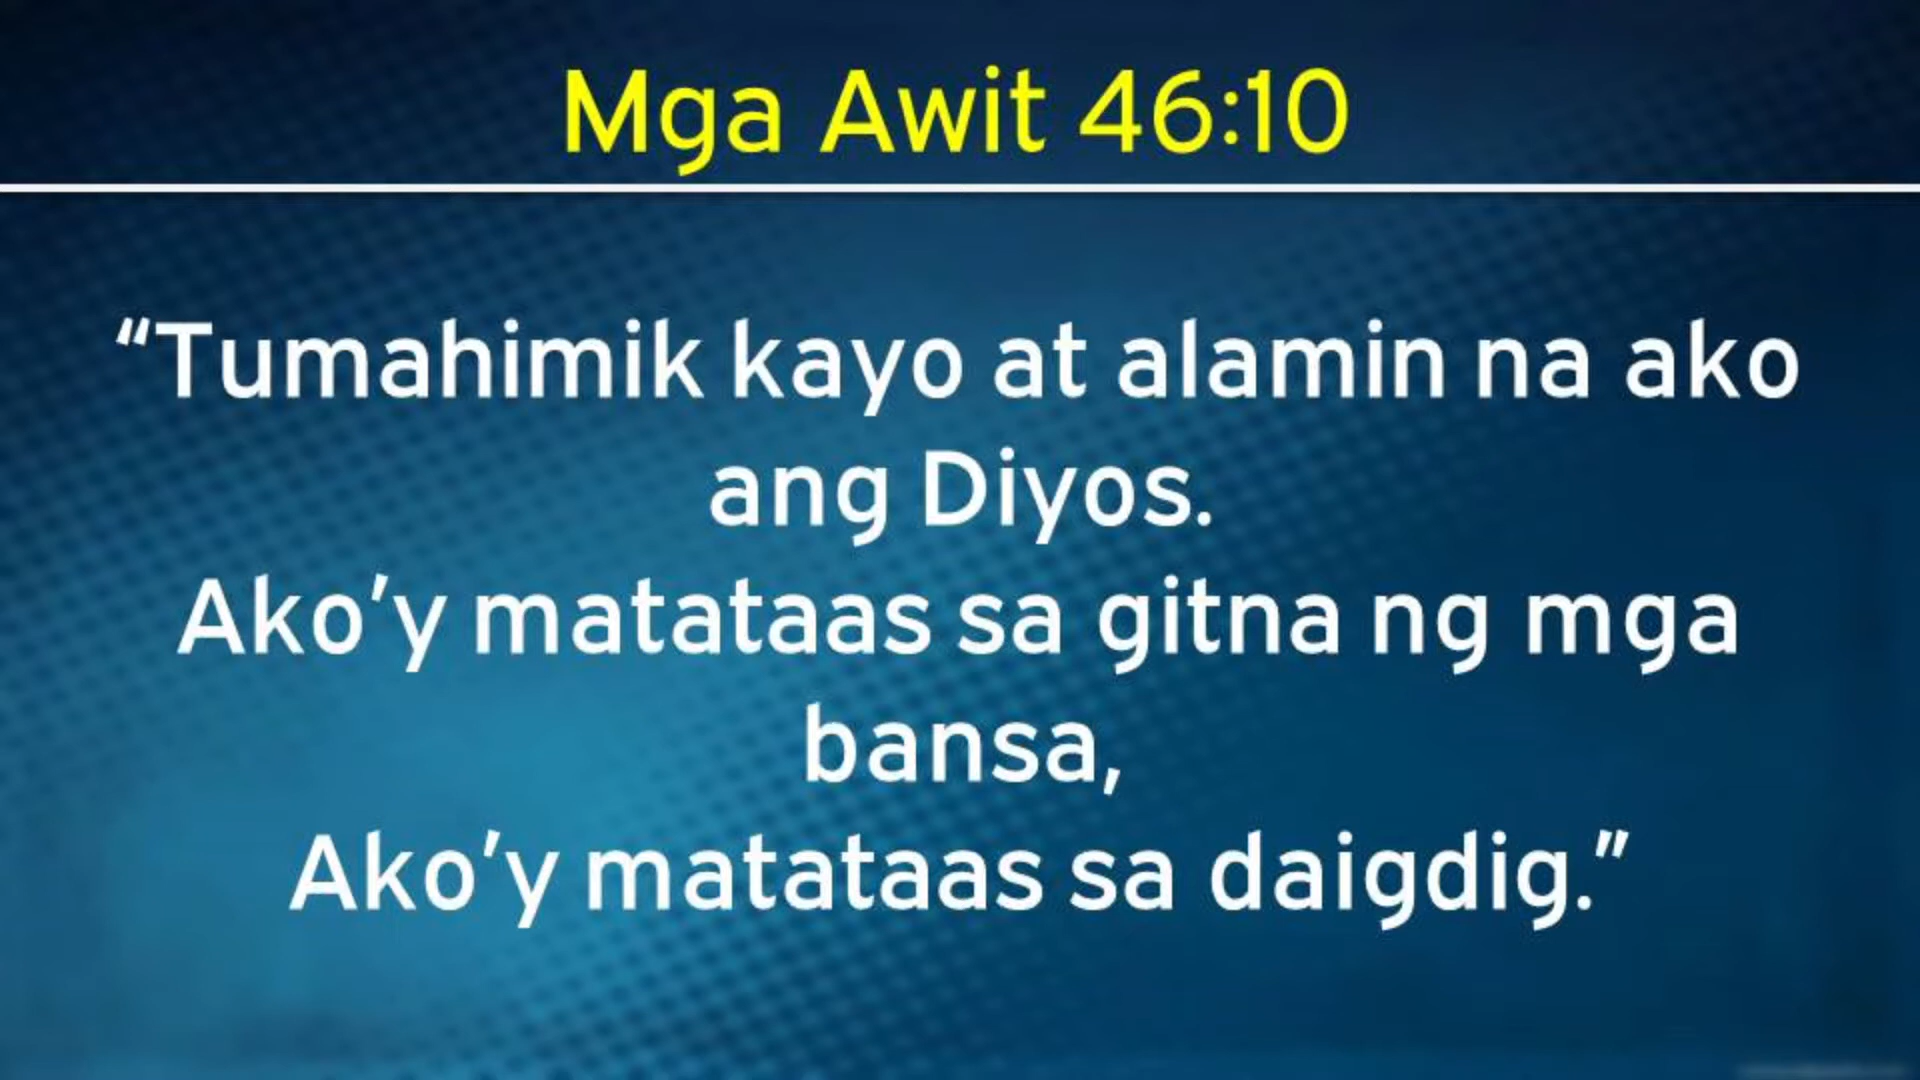 Mga Awit 46:10
“Tumahimik kayo at alamin na ako
ang Diyos.
Ako’y matataas sa gitna ng mga
bansa,
Ako’y matataas sa daigdig.”